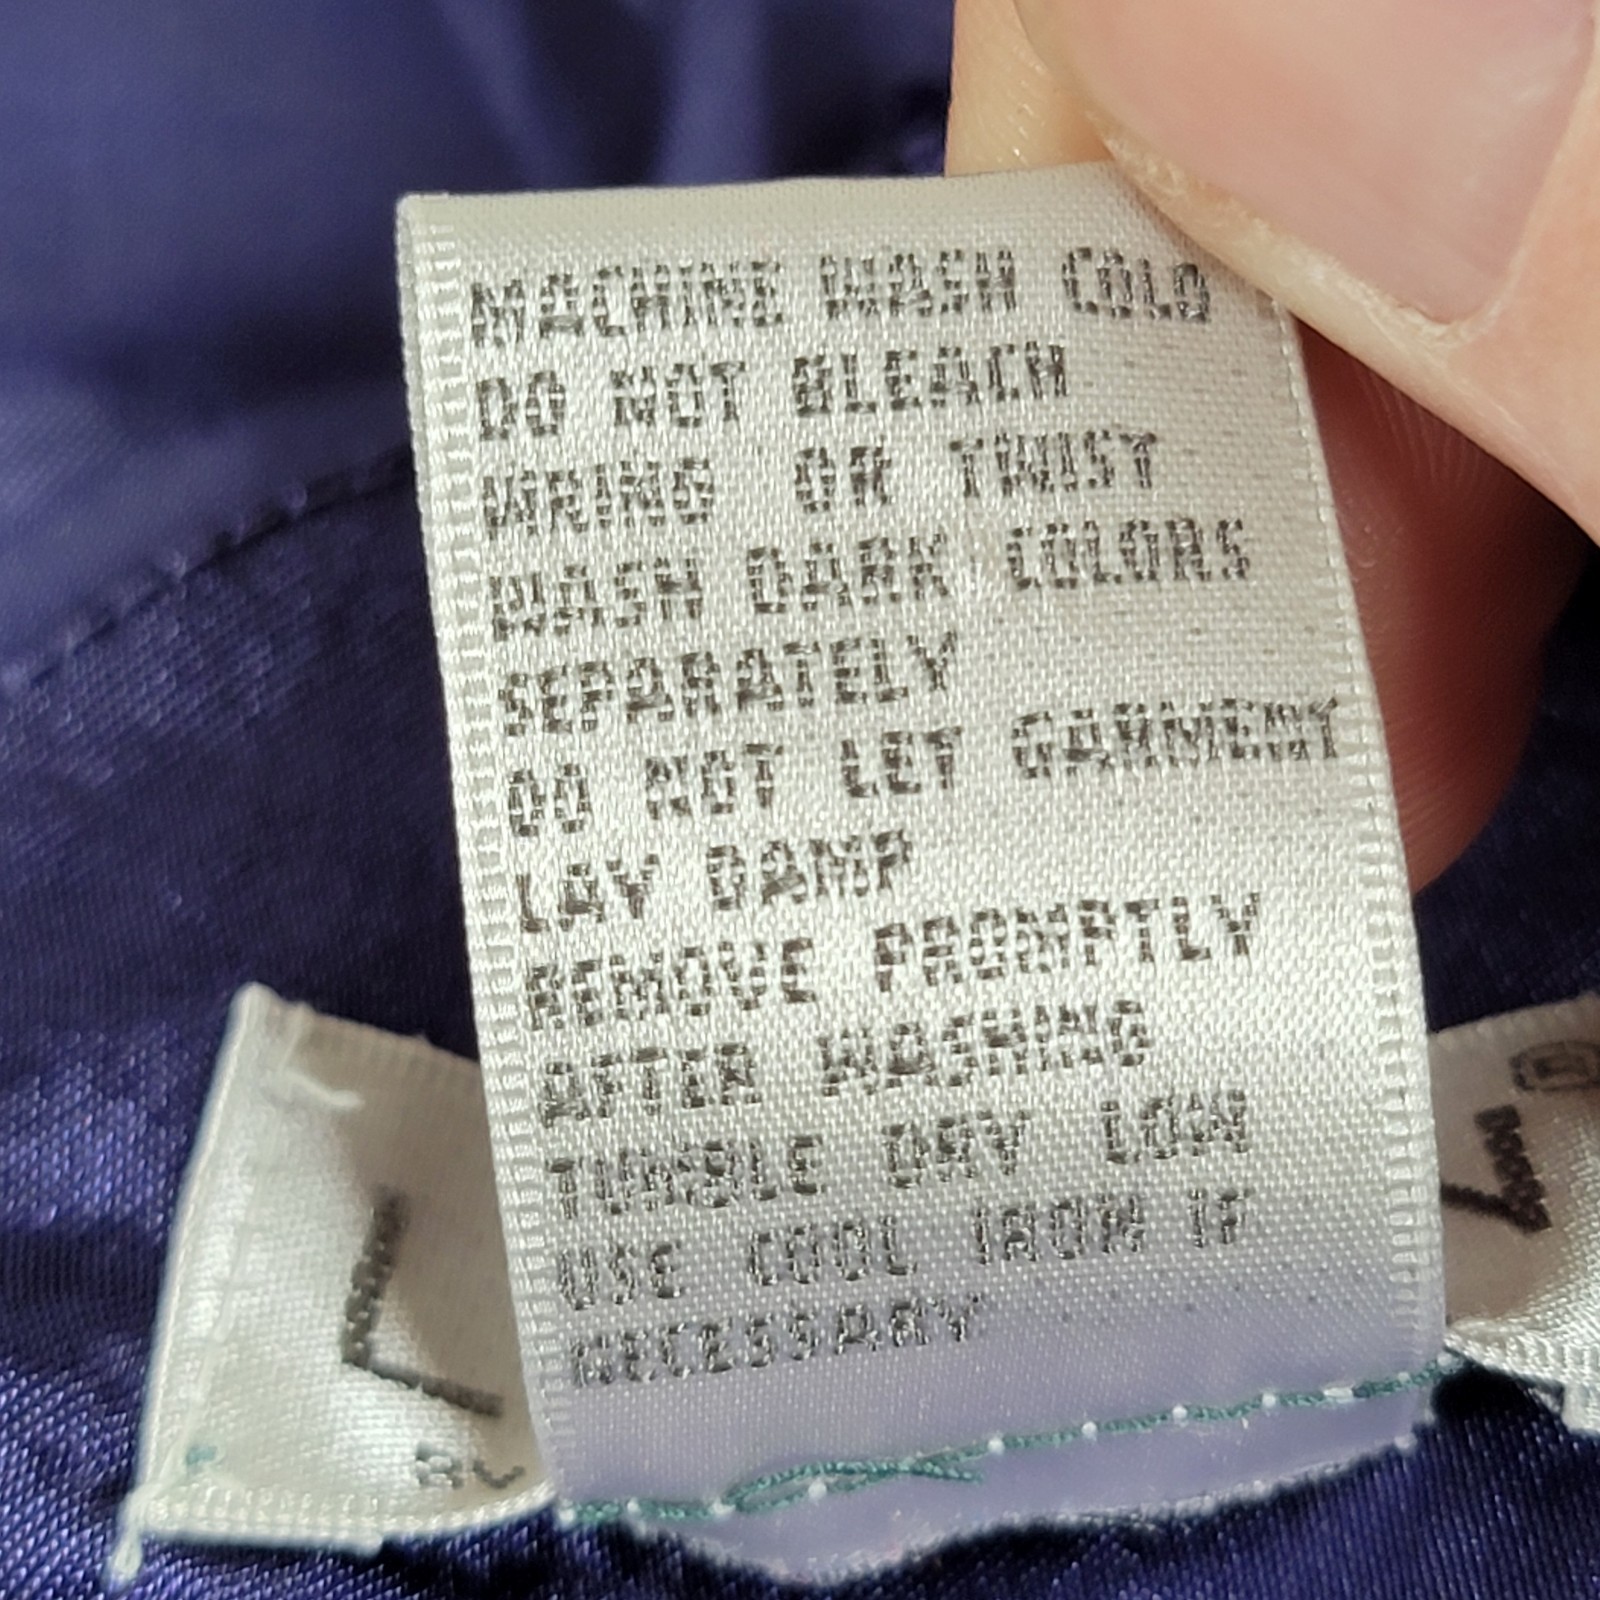 MACHINE WASH COLD
DO NOT BLEACH
WRING OR TWIST
WASH DARK COLORS
SEPARATELY
DO NOT LET GARMENT
LAY DAMP
REMOVE PROMPTLY
AFTER WASHING
TUMBLE DRY LOW
USE COOL IRON IF
NECESSARY
L